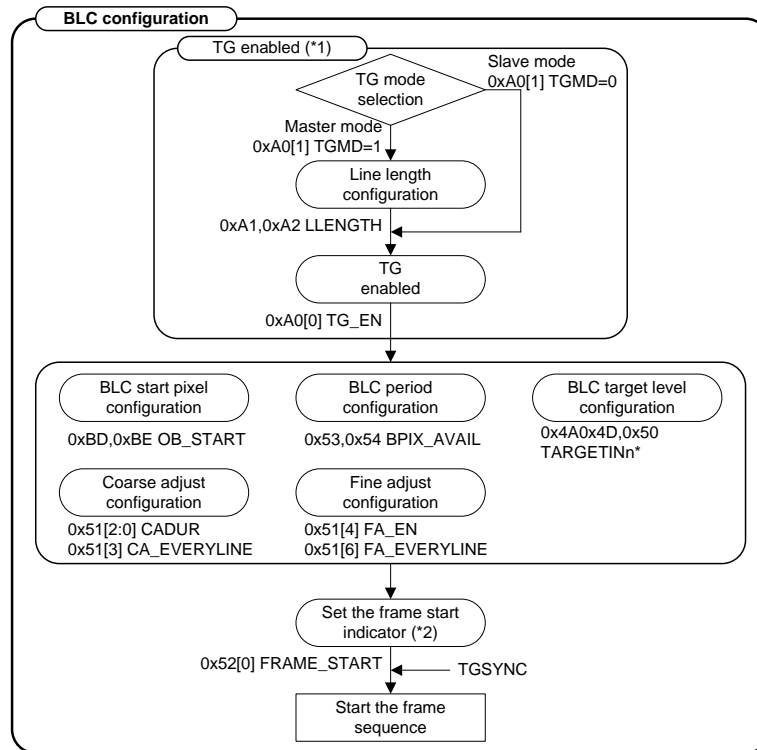 BLC configuration
TG enabled (*1)
Slave mode
0xA0[1] TGMD=0
TG mode
selection
Master mode
0xA0[1] TGMD=1
Line length
configuration
0xA1,0xA2 LLENGTH
TG
enabled
0xA0[0] TG_EN
BLC start pixel
configuration
0xBD,0xBE OB_START
BLC period
configuration
0x53,0x54 BPIX_AVAIL
BLC target level
configuration
0x4A0x4D,0x50
TARGETINn*
Coarse adjust
configuration
0x51[2:0] CADUR
0x51[3] CA_EVERYLINE
Fine adjust
configuration
0x51[4] FA_EN
0x51[6] FA_EVERYLINE
Set the frame start
indicator (*2)
0x52[0] FRAME_START
TGSYNC
Start the frame
sequence